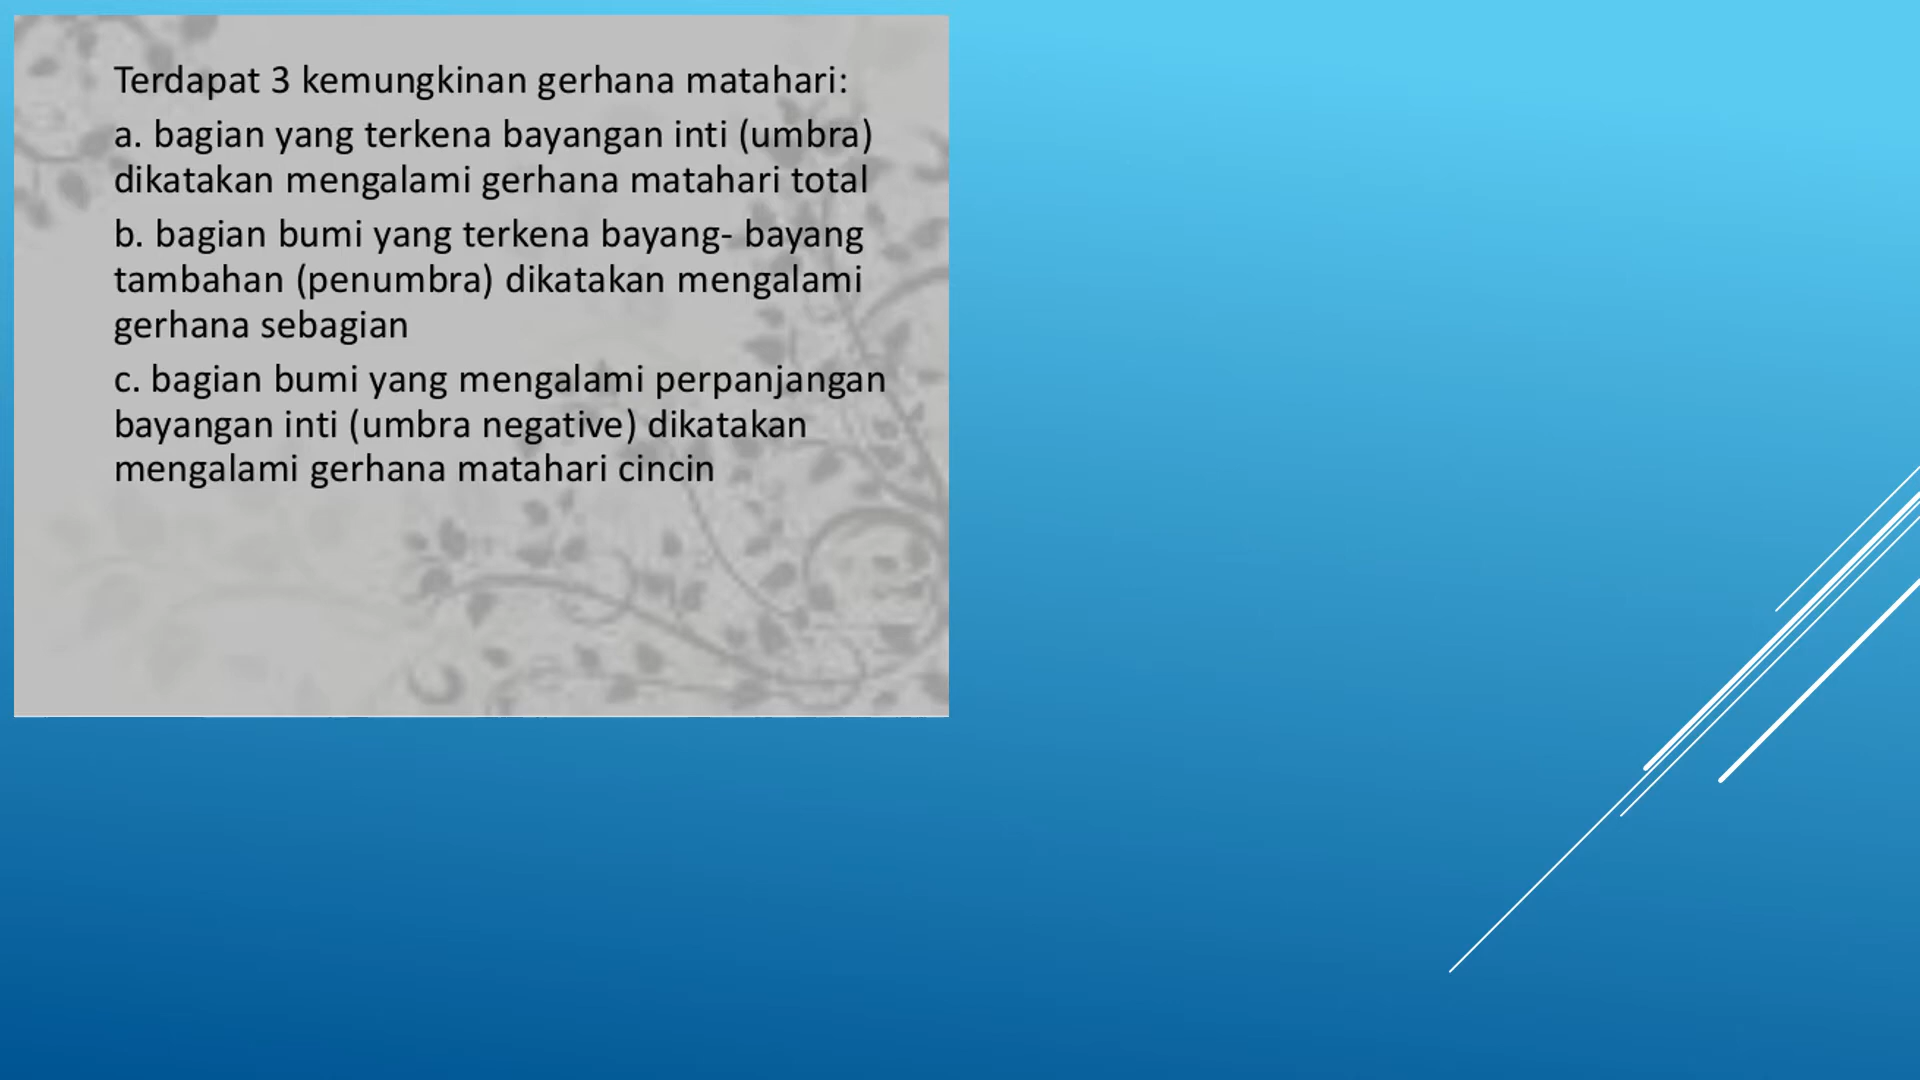 Terdapat 3 kemungkinan gerhana matahari:
a. bagian yang terkena bayangan inti (umbra)
dikatakan mengalami gerhana matahari total
b. bagian bumi yang terkena bayang- bayang
tambahan (penumbra) dikatakan mengalami
gerhana sebagian
c. bagian bumi yang mengalami perpanjangan
bayangan inti (umbra negative) dikatakan
mengalami gerhana matahari cincin